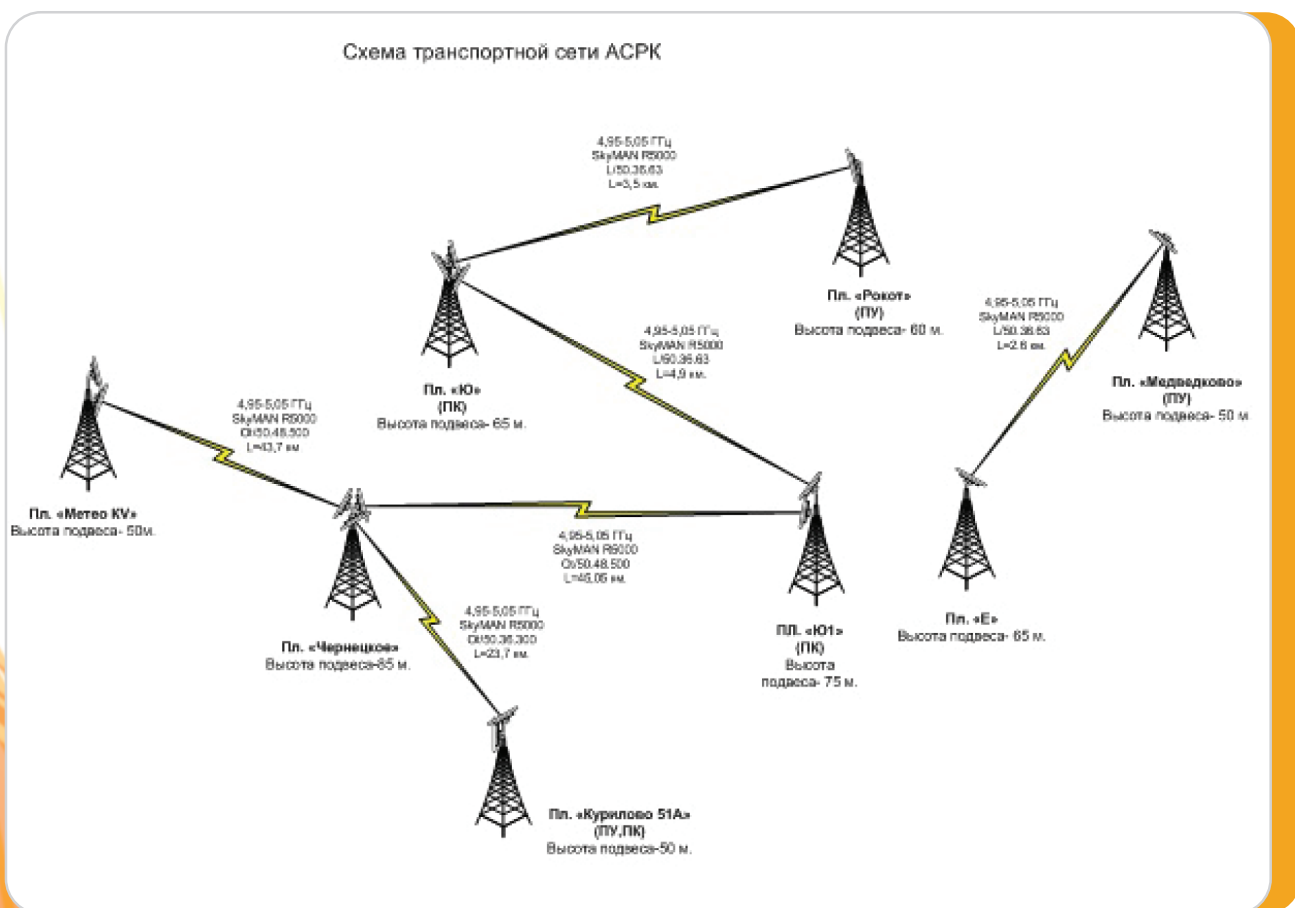 Схема транспортной сети АСРК
4,95-5,05 ГГц
SkyMAN R5000
L/50.36.63
L=3,5 км.
Пл. «Рокот»
(ПУ)
Высота подвеса- 60 м.
4,95-5,05 ГГц
SkyMAN R5000
L/50.36.63
L=2.6 км.
Пл. «Медведково»
(ПУ)
Высота подвеса- 50 м
4,95-5,05 ГГц
SkyMAN R5000
L/50.36.63
L=4,9 км.
Пл. «Ю»
(ПК)
Высота подвеса- 65 м.
4,95-5,05 ГГц
SkyMAN R5000
L=43,7 км
Пл. «Метео KV»
Высота подвеса- 50м.
4,95-5,05 ГГц
SkyMAN R5000
L=45,05 км.
4,95-5,05 ГГц
SkyMAN R5000
L=23,7 км.
Пл. «Чернецкое»
Высота подвеса-85 м.
ПЛ. «Ю1»
(ПК)
Высота
подвеса- 75 м.
Пл. «Е»
Высота подвеса- 65 м.
Пл. «Курилово 51А»
(ПУ,ПК)
Высота подвеса-50 м.